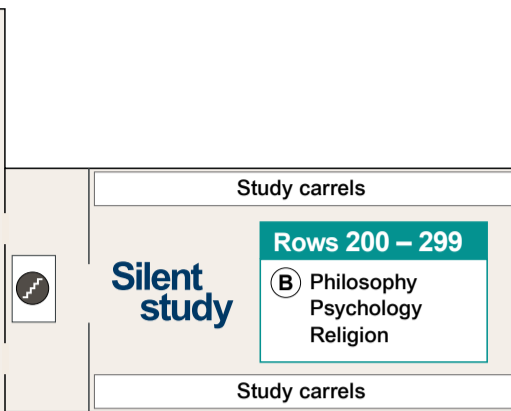 Study carrels
Rows 200 – 299
Silent
study
B Philosophy
Psychology
Religion
Study carrels